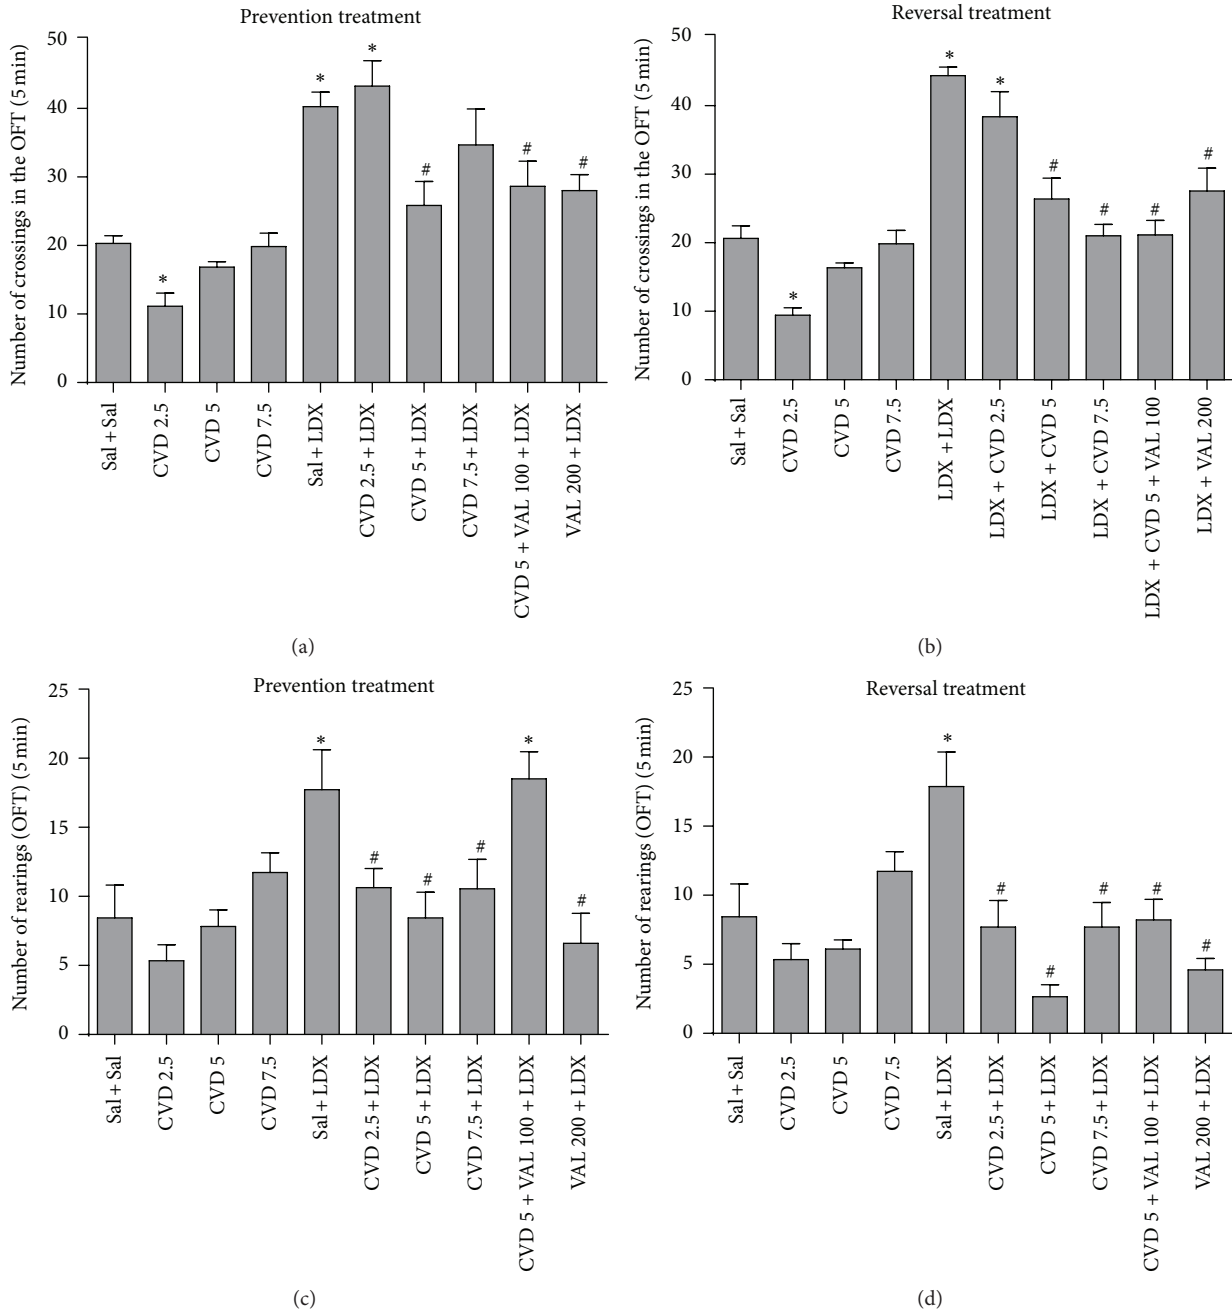 Prevention treatment
Number of crossings in the OFT (5 min)
50
40
30
20
10
0
*
*
*
#
#
#
Sal + Sal
CVD 2.5
CVD 5
CVD 7.5
Sal + LDX
CVD 2.5 + LDX
CVD 5 + LDX
CVD 7.5 + LDX
CVD 5 + VAL 100 + LDX
VAL 200 + LDX
(a)
Reversal treatment
Number of crossings in the OFT (5 min)
50
40
30
20
10
0
*
*
*
#
#
#
#
Sal + Sal
CVD 2.5
CVD 5
CVD 7.5
LDX + LDX
LDX + CVD 2.5
LDX + CVD 5
LDX + CVD 7.5
LDX + CVD 5 + VAL 100
LDX + VAL 200
(b)
Prevention treatment
Number of rearings (OFT) (5 min)
25
20
15
10
5
0
*
#
#
#
*
#
Sal + Sal
CVD 2.5
CVD 5
CVD 7.5
Sal + LDX
CVD 2.5 + LDX
CVD 5 + LDX
CVD 7.5 + LDX
CVD 5 + VAL 100 + LDX
VAL 200 + LDX
(c)
Reversal treatment
Number of rearings (OFT) (5 min)
25
20
15
10
5
0
*
#
#
#
#
#
Sal + Sal
CVD 2.5
CVD 5
CVD 7.5
Sal + LDX
CVD 2.5 + LDX
CVD 5 + LDX
CVD 7.5 + LDX
CVD 5 + VAL 100 + LDX
VAL 200 + LDX
(d)